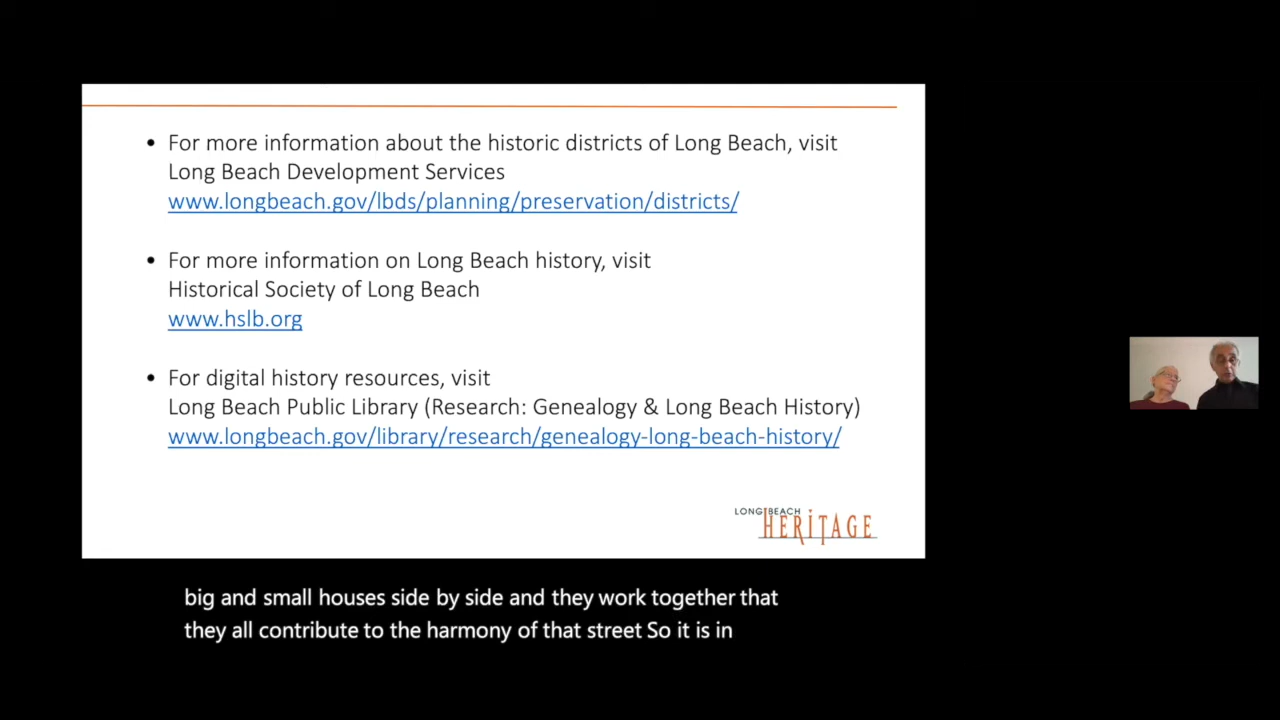 • For more information about the historic districts of Long Beach, visit
Long Beach Development Services
www.longbeach.gov/lbds/planning/preservation/districts/
• For more information on Long Beach history, visit
Historical Society of Long Beach
www.hslb.org
• For digital history resources, visit
Long Beach Public Library (Research: Genealogy & Long Beach History)
www.longbeach.gov/library/research/genealogy-long-beach-history/
LONG BEACH
HERITAGE
big and small houses side by side and they work together that
they all contribute to the harmony of that street So it is in